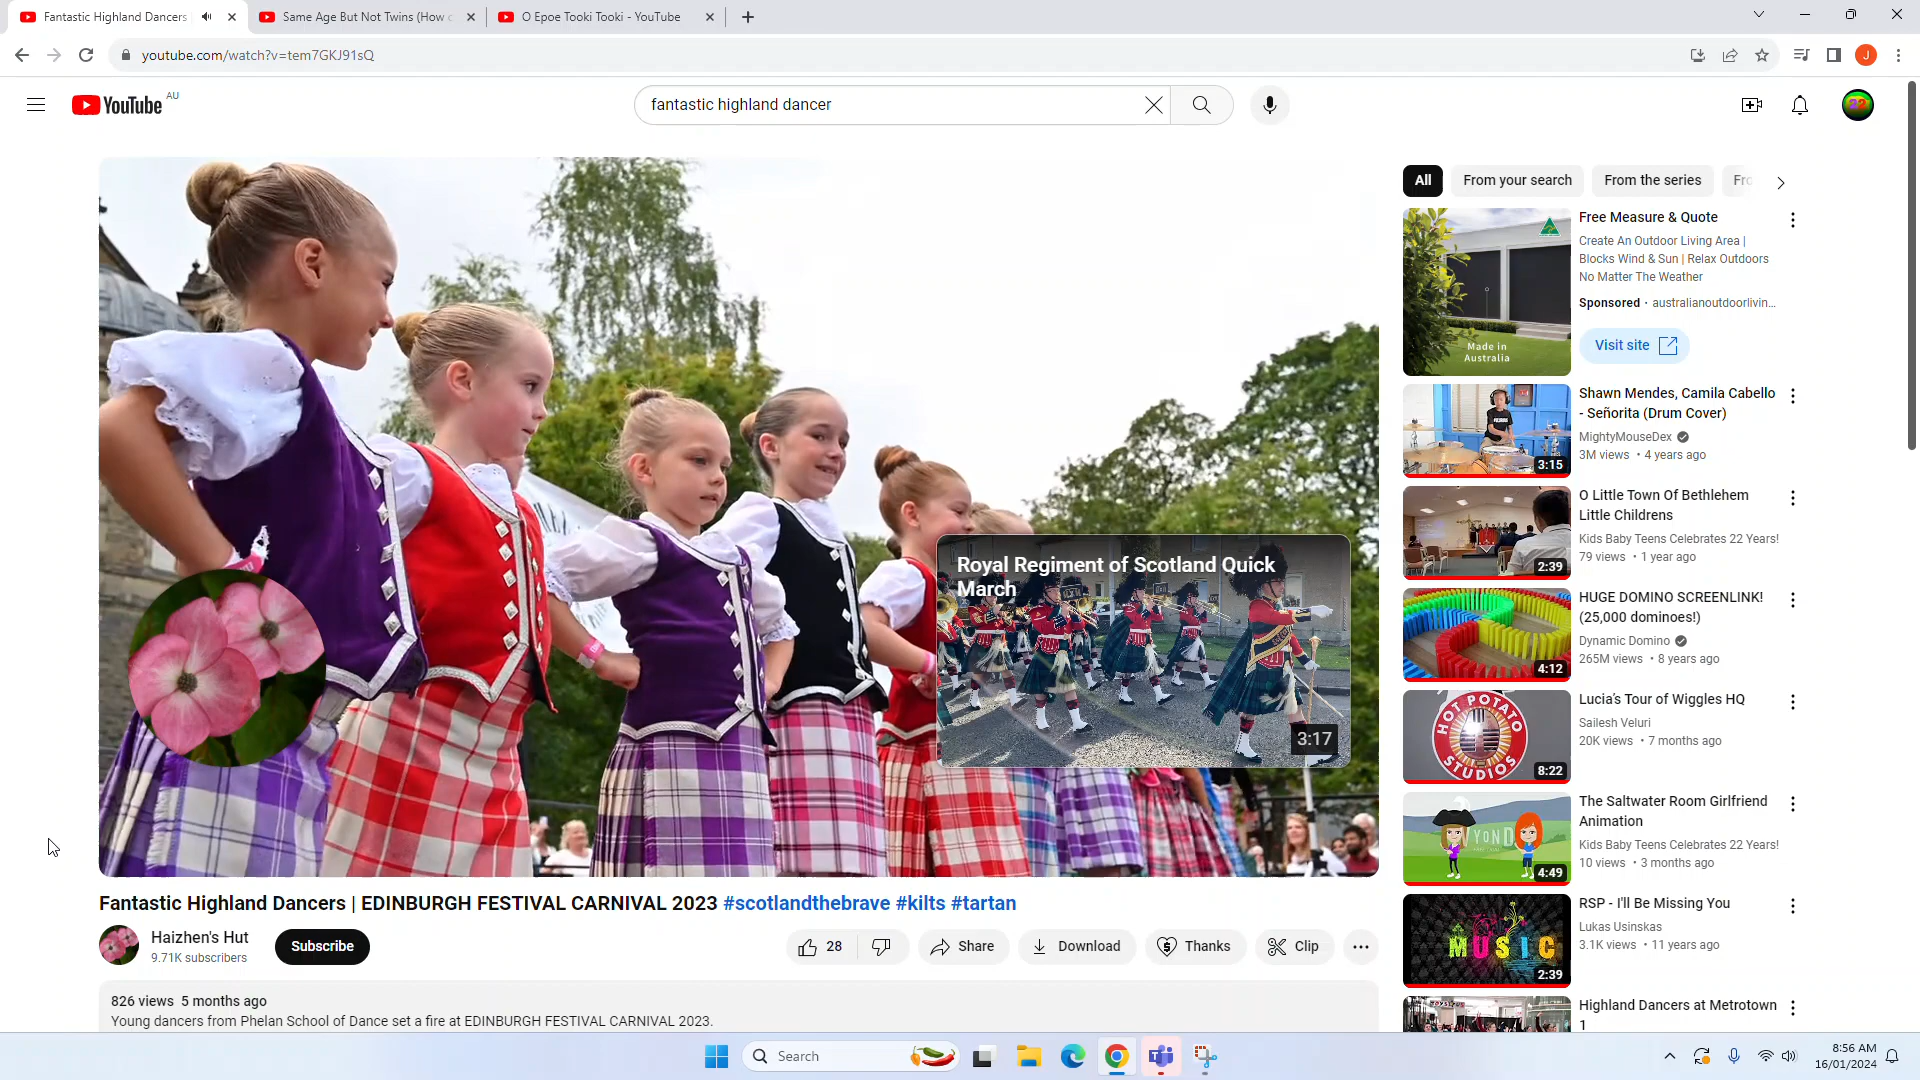 Fantastic Highland Dancers
Same Age But Not Twins (How c
O Epoe Tooki Tooki - YouTube
youtube.com/watch?v=tem7GKJ91sQ
J
YouTube AU
fantastic highland dancer
22
All
From your search
From the series
Fro
Royal Regiment of Scotland Quick
March
3:17
Made in
Australia
Free Measure & Quote
Create An Outdoor Living Area |
Blocks Wind & Sun | Relax Outdoors
No Matter The Weather
Sponsored · australianoutdoorlivin...
Visit site
3:15
Shawn Mendes, Camila Cabello
- Señorita (Drum Cover)
MightyMouseDex
3M views • 4 years ago
2:39
O Little Town Of Bethlehem
Little Childrens
Kids Baby Teens Celebrates 22 Years!
79 views • 1 year ago
4:12
HUGE DOMINO SCREENLINK!
(25,000 dominoes!)
Dynamic Domino
265M views • 8 years ago
HOT POTATO
STUDIOS
8:22
Lucia's Tour of Wiggles HQ
Sailesh Veluri
20K views • 7 months ago
YOND
4:49
The Saltwater Room Girlfriend
Animation
Kids Baby Teens Celebrates 22 Years!
10 views • 3 months ago
MUSIC
2:39
RSP - I'll Be Missing You
Lukas Usinskas
3.1K views • 11 years ago
Highland Dancers at Metrotown
1
Fantastic Highland Dancers | EDINBURGH FESTIVAL CARNIVAL 2023 #scotlandthebrave #kilts #tartan
Haizhen's Hut
9.71K subscribers
Subscribe
28
Share
Download
Thanks
Clip
826 views 5 months ago
Young dancers from Phelan School of Dance set a fire at EDINBURGH FESTIVAL CARNIVAL 2023.
Search
8:56 AM
16/01/2024